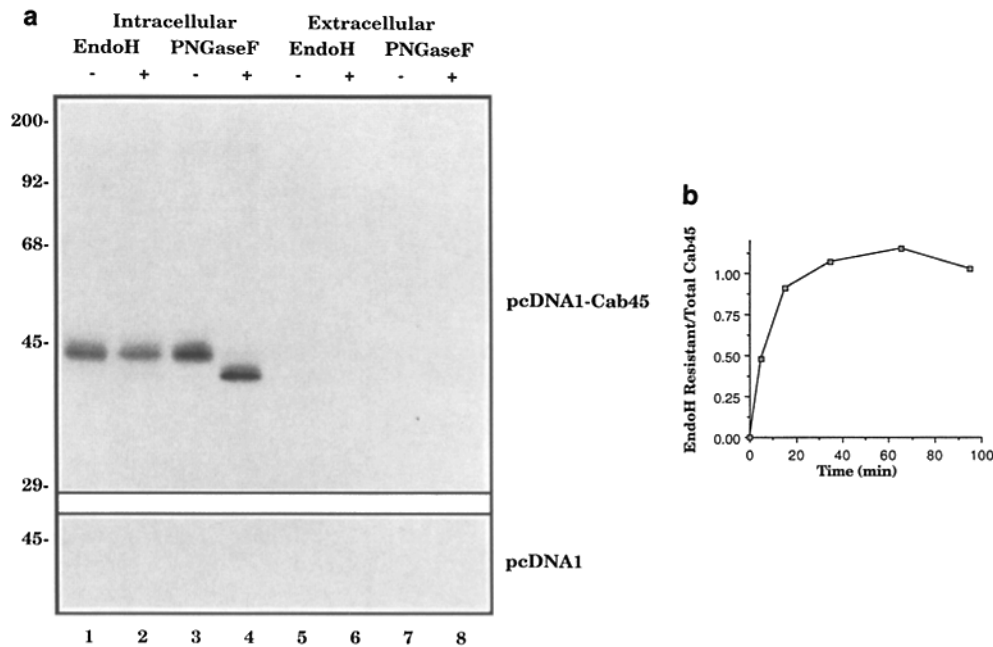 a
Intracellular Extracellular
EndoH PNGaseF EndoH PNGaseF
- + - + - + - +
200-
92-
68-
45-
29-
45-
pcDNA1-Cab45
pcDNA1
1 2 3 4 5 6 7 8
b
EndoH Resistant/Total Cab45
1.00
0.75
0.50
0.25
0.00
0 20 40 60 80 100
Time (min)